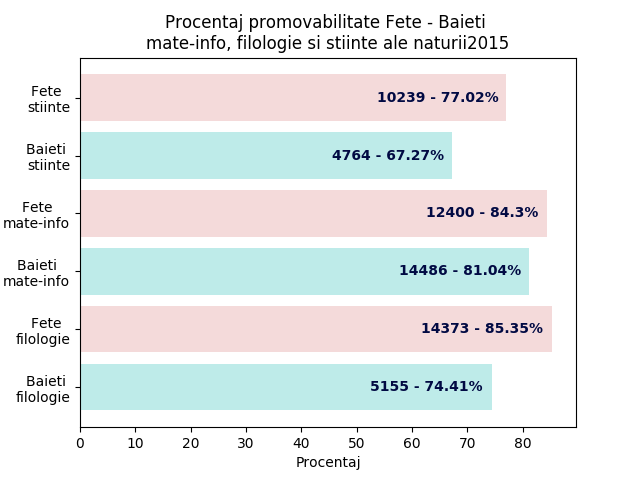 Procentaj promovabilitate Fete - Baieti
mate-info, filologie si stiinte ale naturii2015
Fete
stiinte
10239 - 77.02%
Baieti
stiinte
4764 - 67.27%
Fete
mate-info
12400 - 84.3%
Baieti
mate-info
14486 - 81.04%
Fete
filologie
14373 - 85.35%
Baieti
filologie
5155 - 74.41%
0 10 20 30 40 50 60 70 80
Procentaj